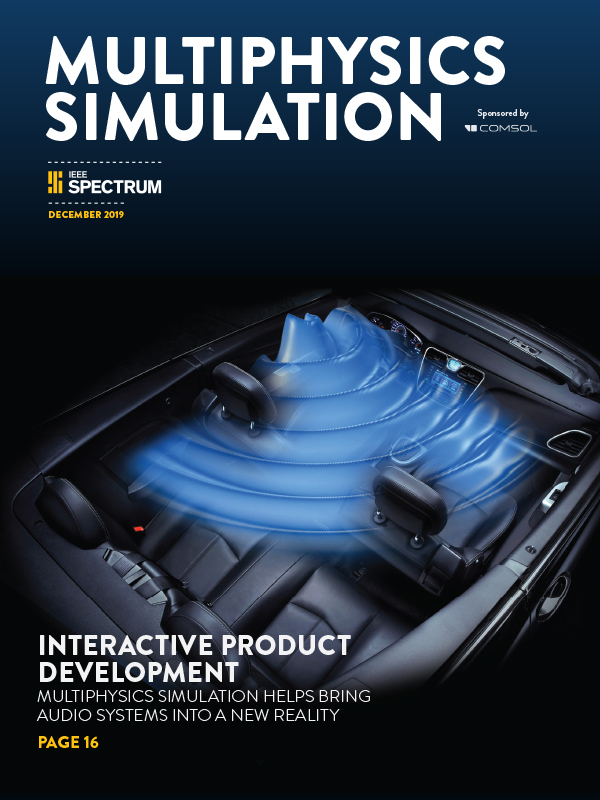 MULTIPHYSICS
SIMULATION
Sponsored by
COMSOL
IEEE
SPECTRUM
DECEMBER 2019
INTERACTIVE PRODUCT
DEVELOPMENT
MULTIPHYSICS SIMULATION HELPS BRING
AUDIO SYSTEMS INTO A NEW REALITY
PAGE 16